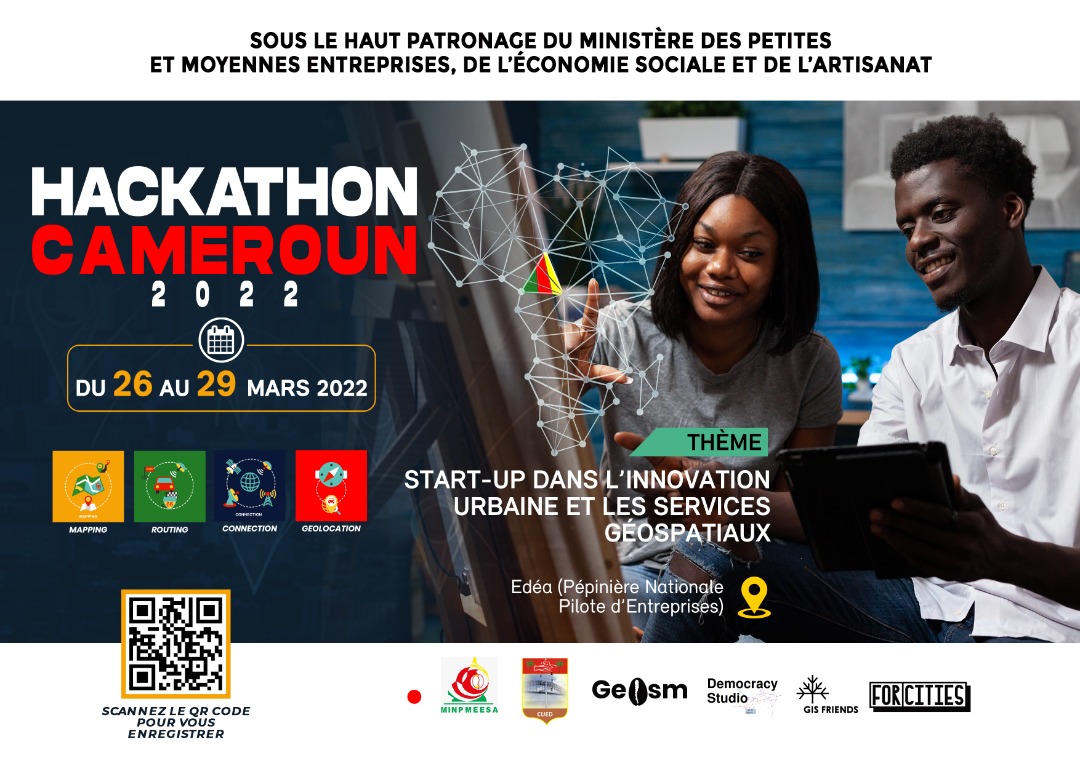 SOUS LE HAUT PATRONAGE DU MINISTÈRE DES PETITES
ET MOYENNES ENTREPRISES, DE L'ÉCONOMIE SOCIALE ET DE L'ARTISANAT
HACKATHON
CAMEROUN
2022
DU 26 AU 29 MARS 2022
MAPPING
ROUTING
CONNECTION
CONNECTION
GEOLOCATION
THÈME
START-UP DANS L'INNOVATION
URBAINE ET LES SERVICES
GÉOSPATIAUX
Edéa (Pépinière Nationale
Pilote d'Entreprises)
SCANNEZ LE QR CODE
POUR VOUS
ENREGISTRER
MINPMEESA
CUED
GeOsm
Democracy
Studio
GIS FRIENDS
FORCITIES